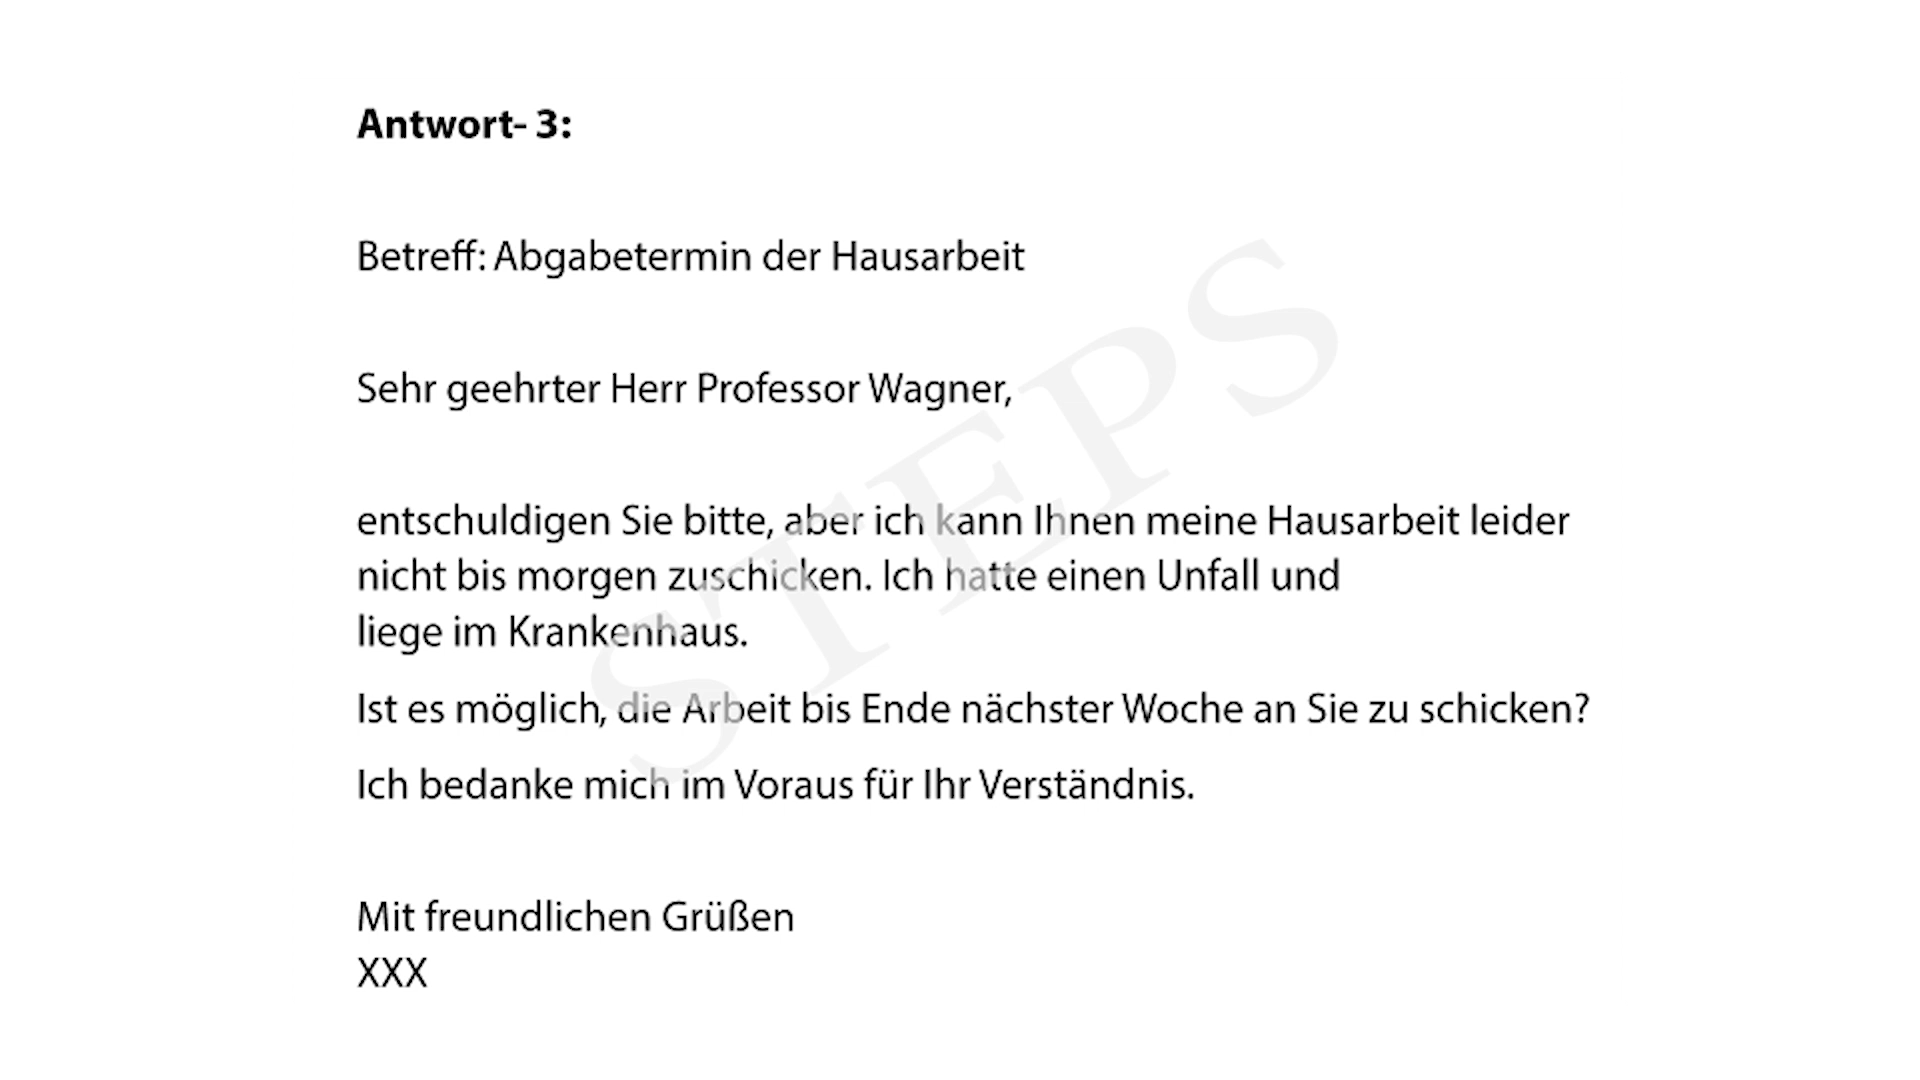 Antwort- 3:
Betreff: Abgabetermin der Hausarbeit
Sehr geehrter Herr Professor Wagner,
entschuldigen Sie bitte, aber ich kann Ihnen meine Hausarbeit leider
nicht bis morgen zuschicken. Ich hatte einen Unfall und
liege im Krankenhaus.
Ist es möglich, die Arbeit bis Ende nächster Woche an Sie zu schicken?
Ich bedanke mich im Voraus für Ihr Verständnis.
Mit freundlichen Grüßen
XXX
STEPS